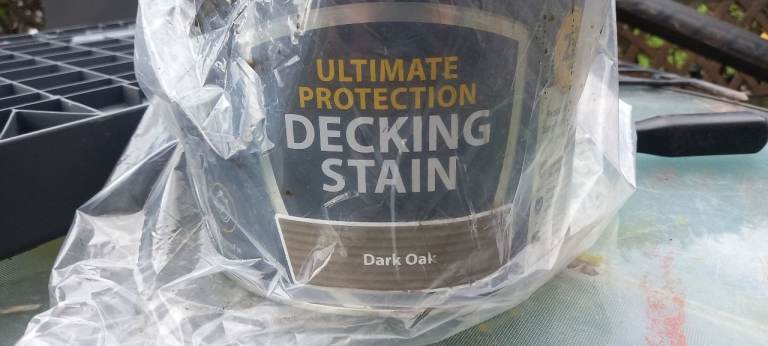 ULTIMATE
PROTECTION
DECKING
STAIN
Dark Oak